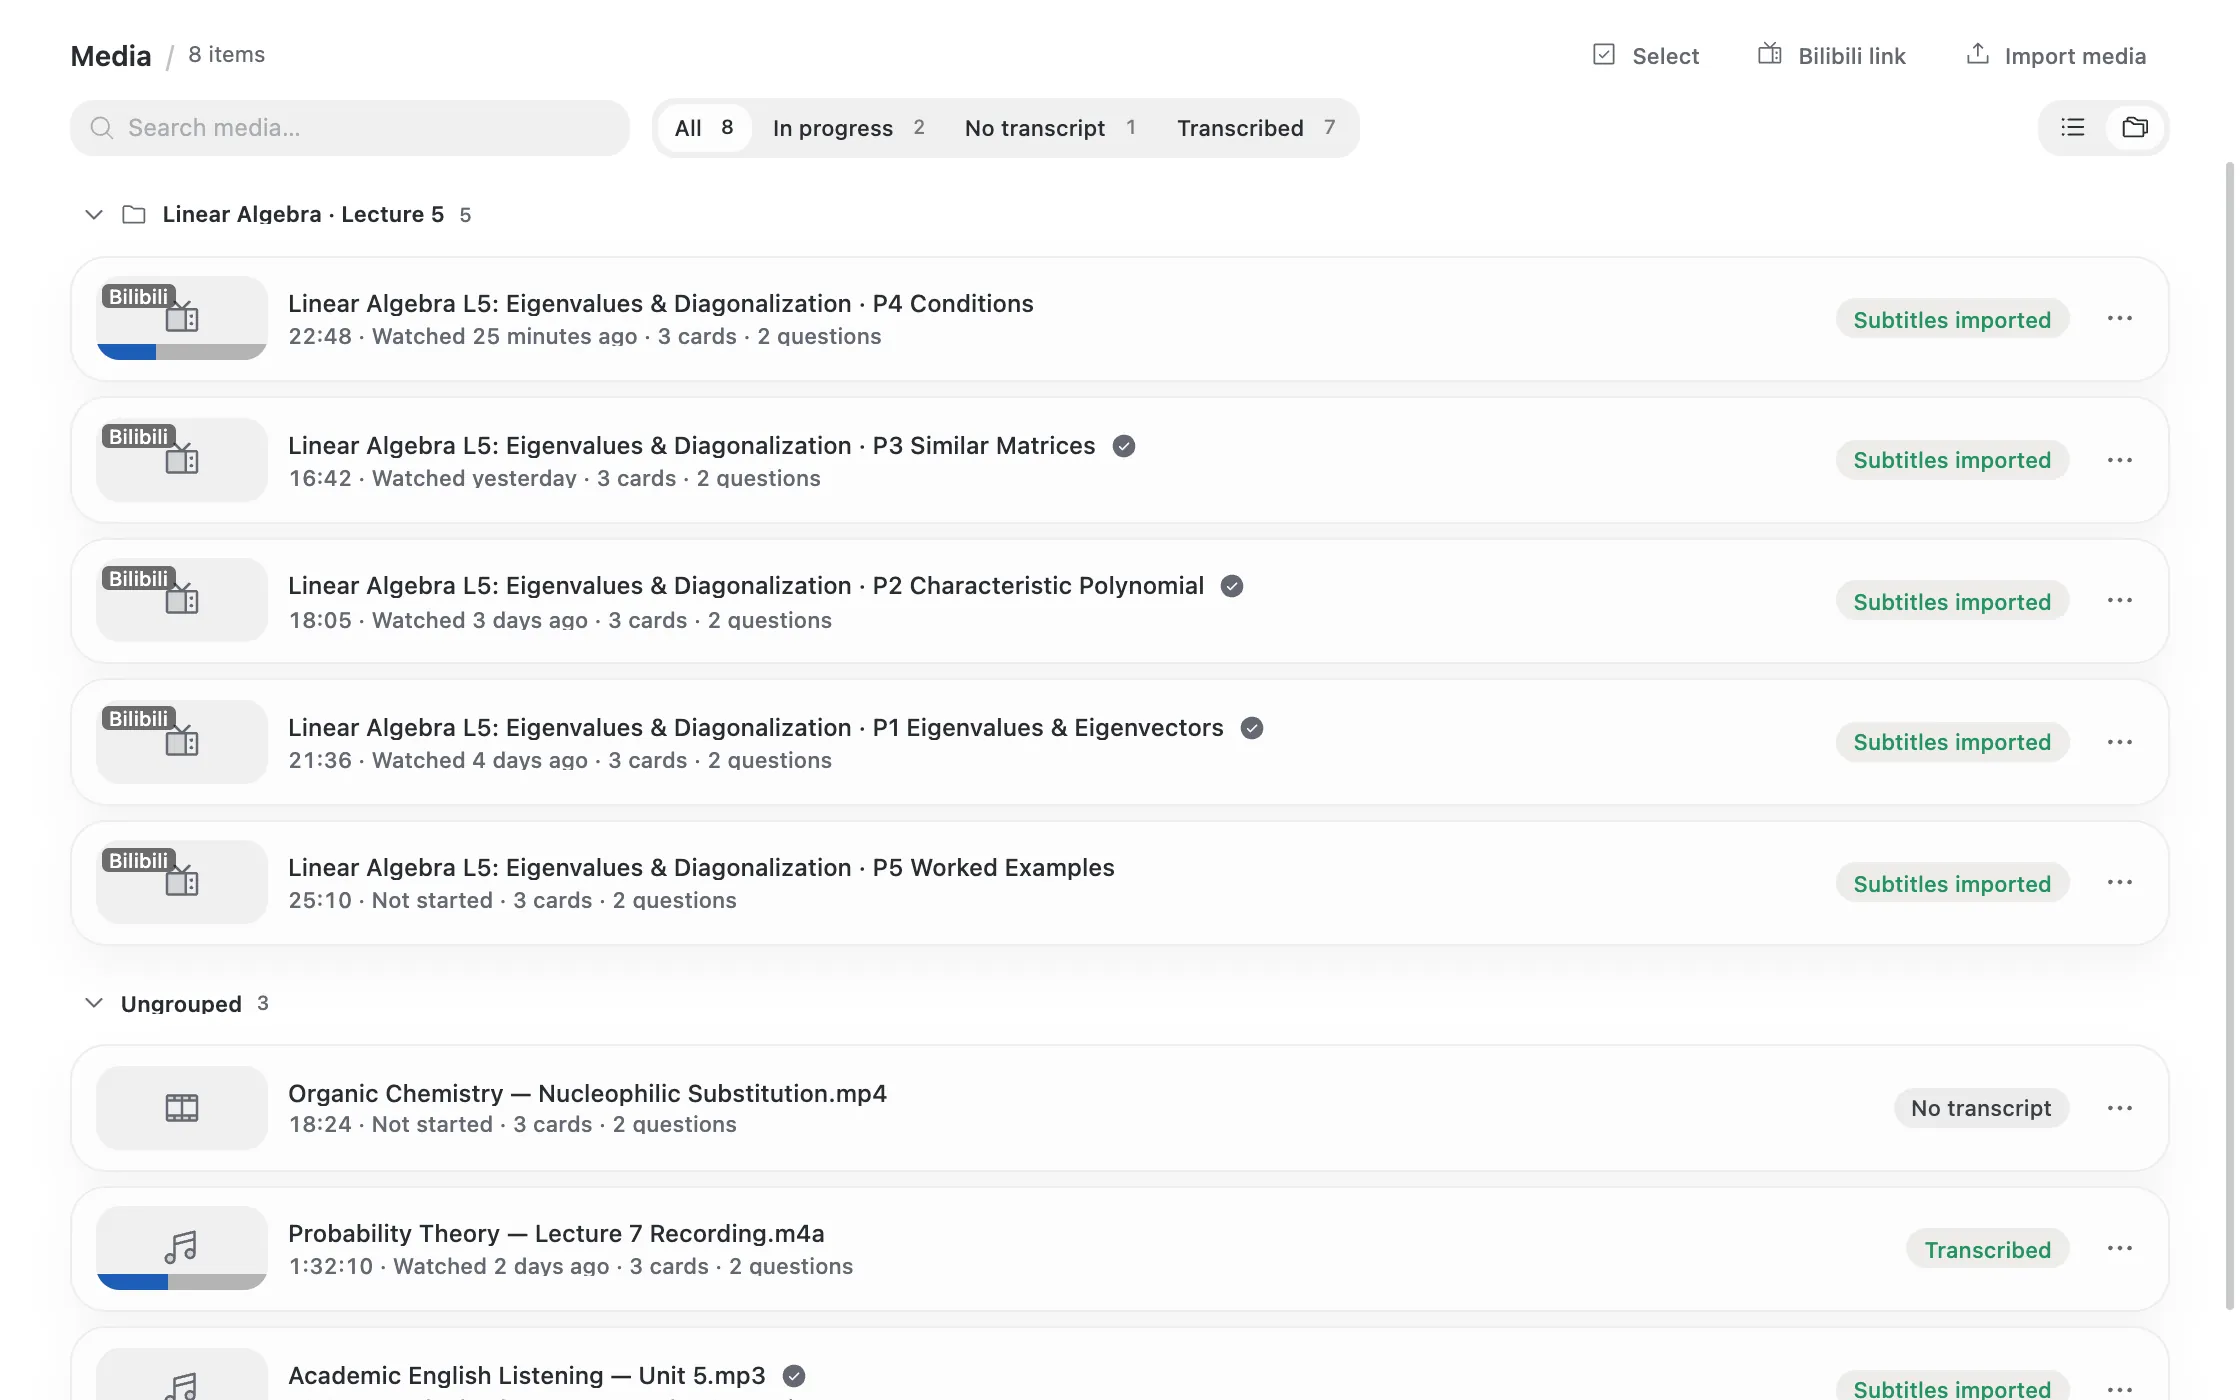 Media / 8 items
Select
Bilibili link
Import media
Search media...
All 8
In progress 2
No transcript 1
Transcribed 7
Linear Algebra · Lecture 5 5
Bilibili
Linear Algebra L5: Eigenvalues & Diagonalization · P4 Conditions
22:48 · Watched 25 minutes ago · 3 cards · 2 questions
Subtitles imported
Bilibili
Linear Algebra L5: Eigenvalues & Diagonalization · P3 Similar Matrices
16:42 · Watched yesterday · 3 cards · 2 questions
Subtitles imported
Bilibili
Linear Algebra L5: Eigenvalues & Diagonalization · P2 Characteristic Polynomial
18:05 · Watched 3 days ago · 3 cards · 2 questions
Subtitles imported
Bilibili
Linear Algebra L5: Eigenvalues & Diagonalization · P1 Eigenvalues & Eigenvectors
21:36 · Watched 4 days ago · 3 cards · 2 questions
Subtitles imported
Bilibili
Linear Algebra L5: Eigenvalues & Diagonalization · P5 Worked Examples
25:10 · Not started · 3 cards · 2 questions
Subtitles imported
Ungrouped 3
Organic Chemistry — Nucleophilic Substitution.mp4
18:24 · Not started · 3 cards · 2 questions
No transcript
Probability Theory — Lecture 7 Recording.m4a
1:32:10 · Watched 2 days ago · 3 cards · 2 questions
Transcribed
Academic English Listening — Unit 5.mp3
Subtitles imported